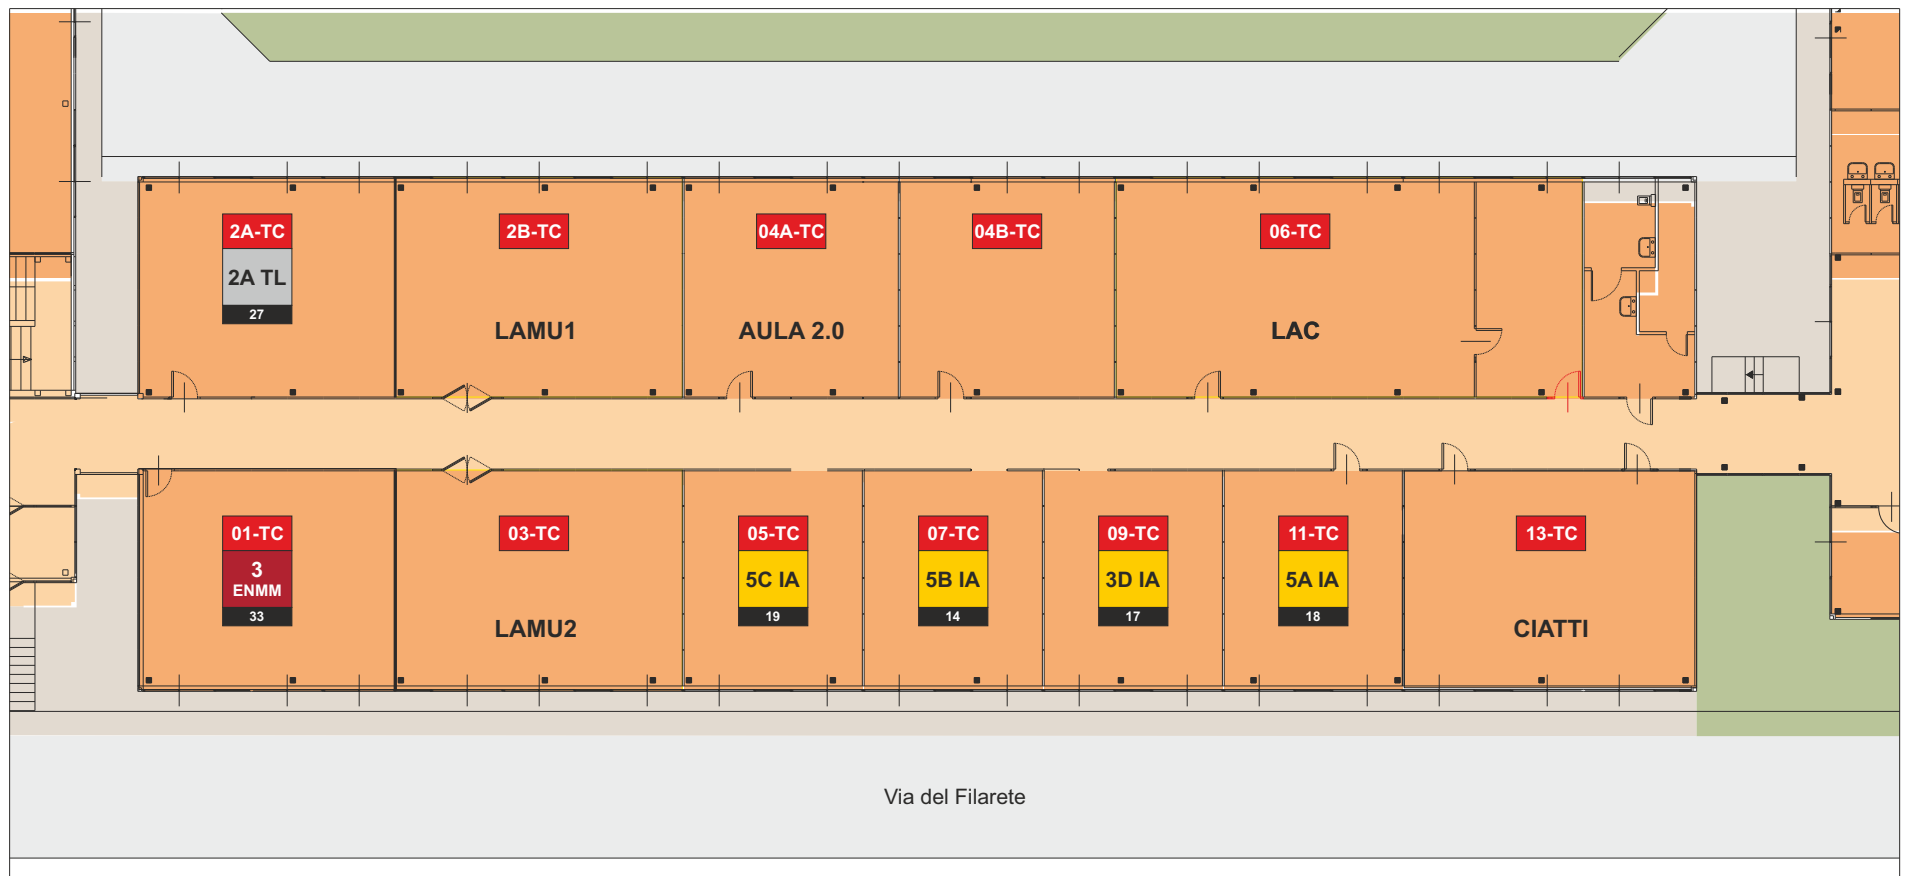 2A-TC
2A TL
27
2B-TC
LAMU1
04A-TC
AULA 2.0
04B-TC
06-TC
LAC
01-TC
3
ENMM
33
03-TC
LAMU2
05-TC
5C IA
19
07-TC
5B IA
14
09-TC
3D IA
17
11-TC
5A IA
18
13-TC
CIATTI
Via del Filarete